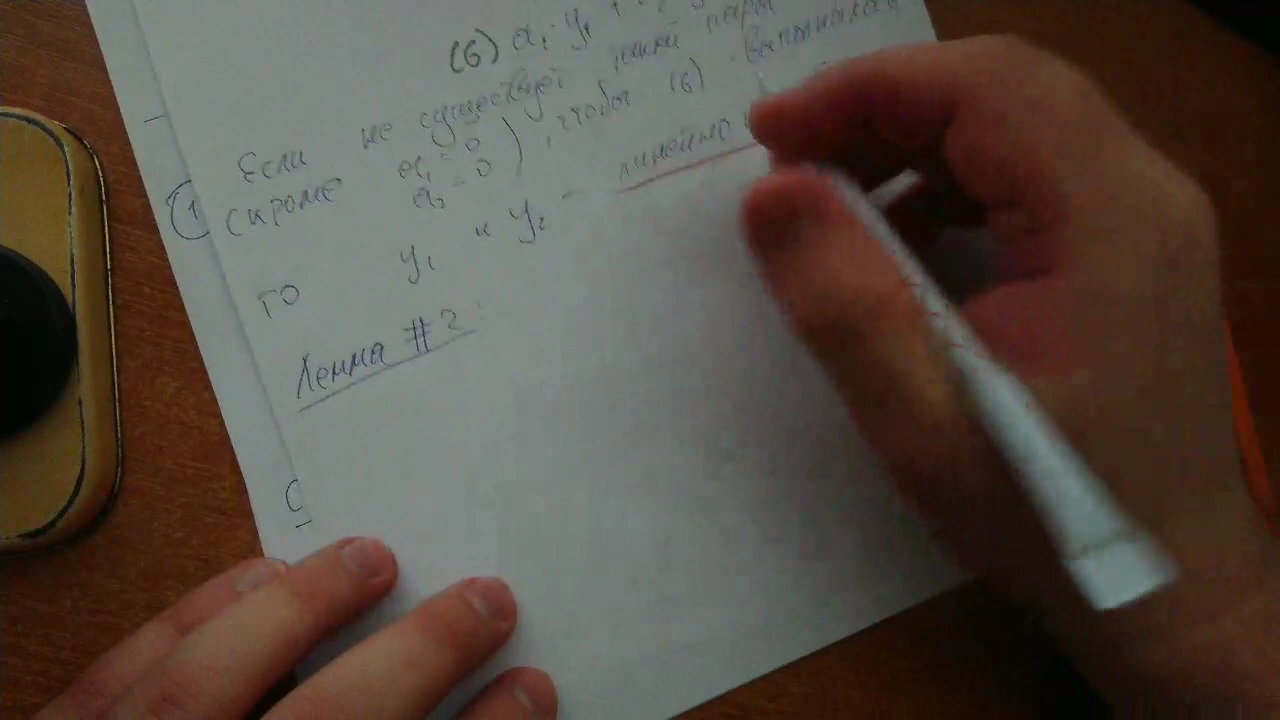 (6) α₁·y₁ +
Если не существует такой пары
(кроме α₁=0 α₂=0), чтобы (6)
①
то y₁ и y₂ - линейно
Лемма #2: